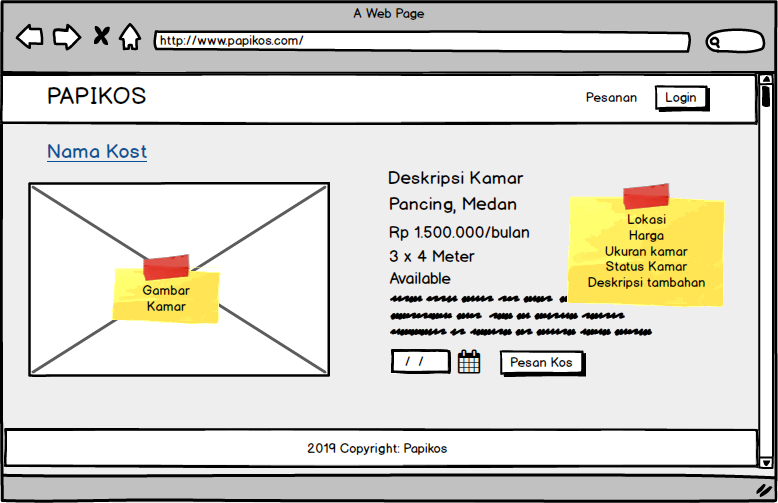 A Web Page
http://www.papikos.com/
PAPIKOS
Pesanan
Login
Nama Kost
Gambar
Kamar
Deskripsi Kamar
Pancing, Medan
Rp 1.500.000/bulan
3 x 4 Meter
Available
Lokasi
Harga
Ukuran kamar
Status Kamar
Deskripsi tambahan
/ /
Pesan Kos
2019 Copyright: Papikos